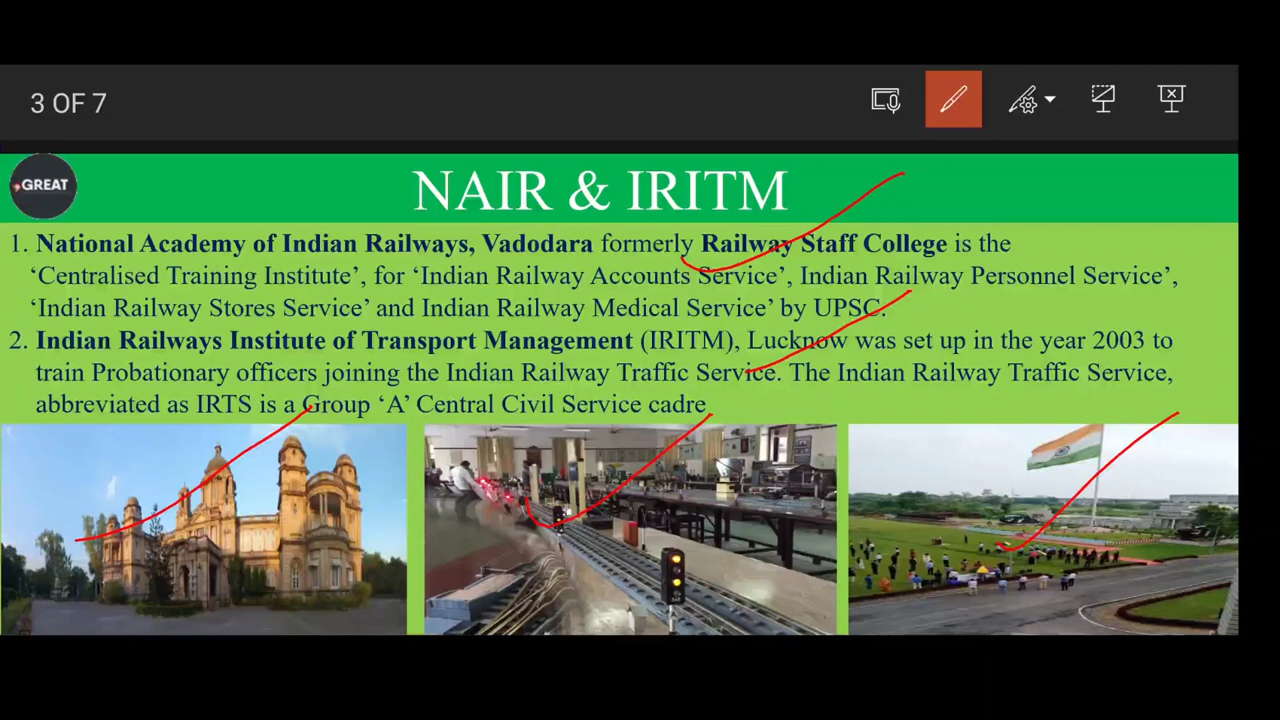 3 OF 7
GREAT
NAIR & IRITM
1. National Academy of Indian Railways, Vadodara formerly Railway Staff College is the
‘Centralised Training Institute’, for ‘Indian Railway Accounts Service’, Indian Railway Personnel Service’,
‘Indian Railway Stores Service’ and Indian Railway Medical Service’ by UPSC.
2. Indian Railways Institute of Transport Management (IRITM), Lucknow was set up in the year 2003 to
train Probationary officers joining the Indian Railway Traffic Service. The Indian Railway Traffic Service,
abbreviated as IRTS is a Group ‘A’ Central Civil Service cadre